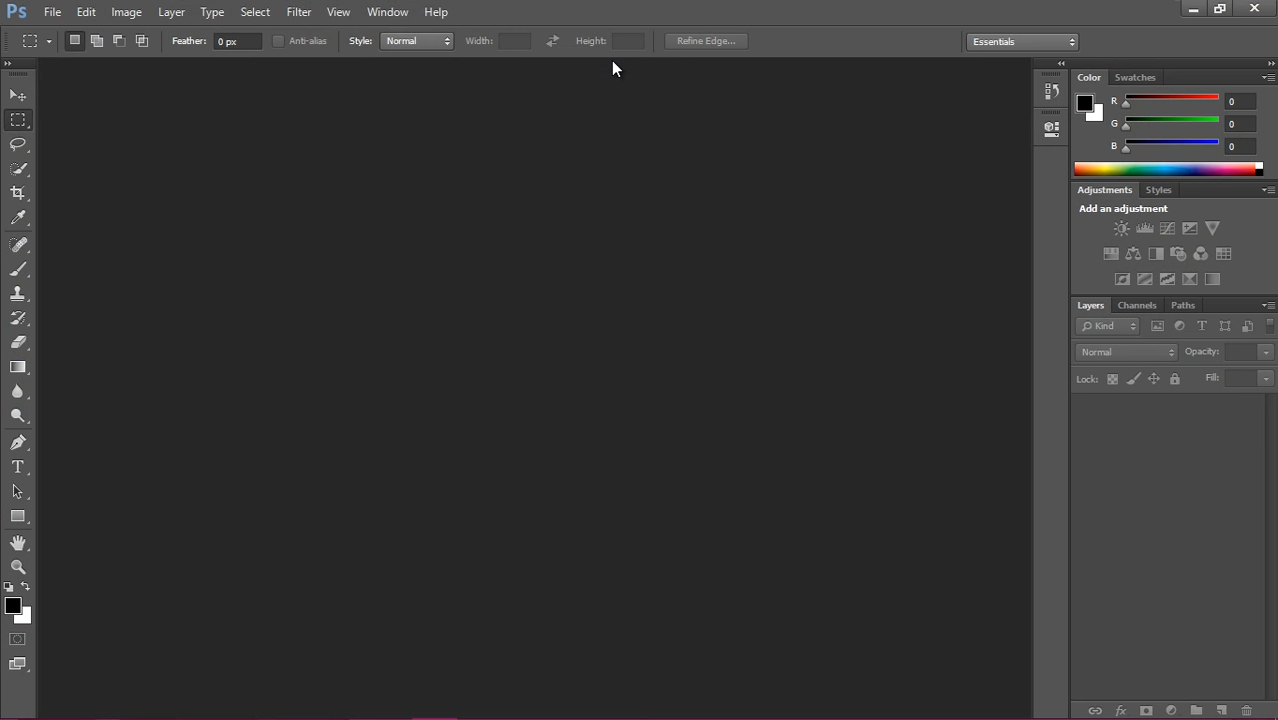 Ps File Edit Image Layer Type Select Filter View Window Help
Feather: 0 px Anti-alias Style: Normal Width: Height: Refine Edge... Essentials
Color Swatches
R 0
G 0
B 0
Adjustments Styles
Add an adjustment
Layers Channels Paths
Kind T
Normal Opacity:
Lock: Fill:
T
fx